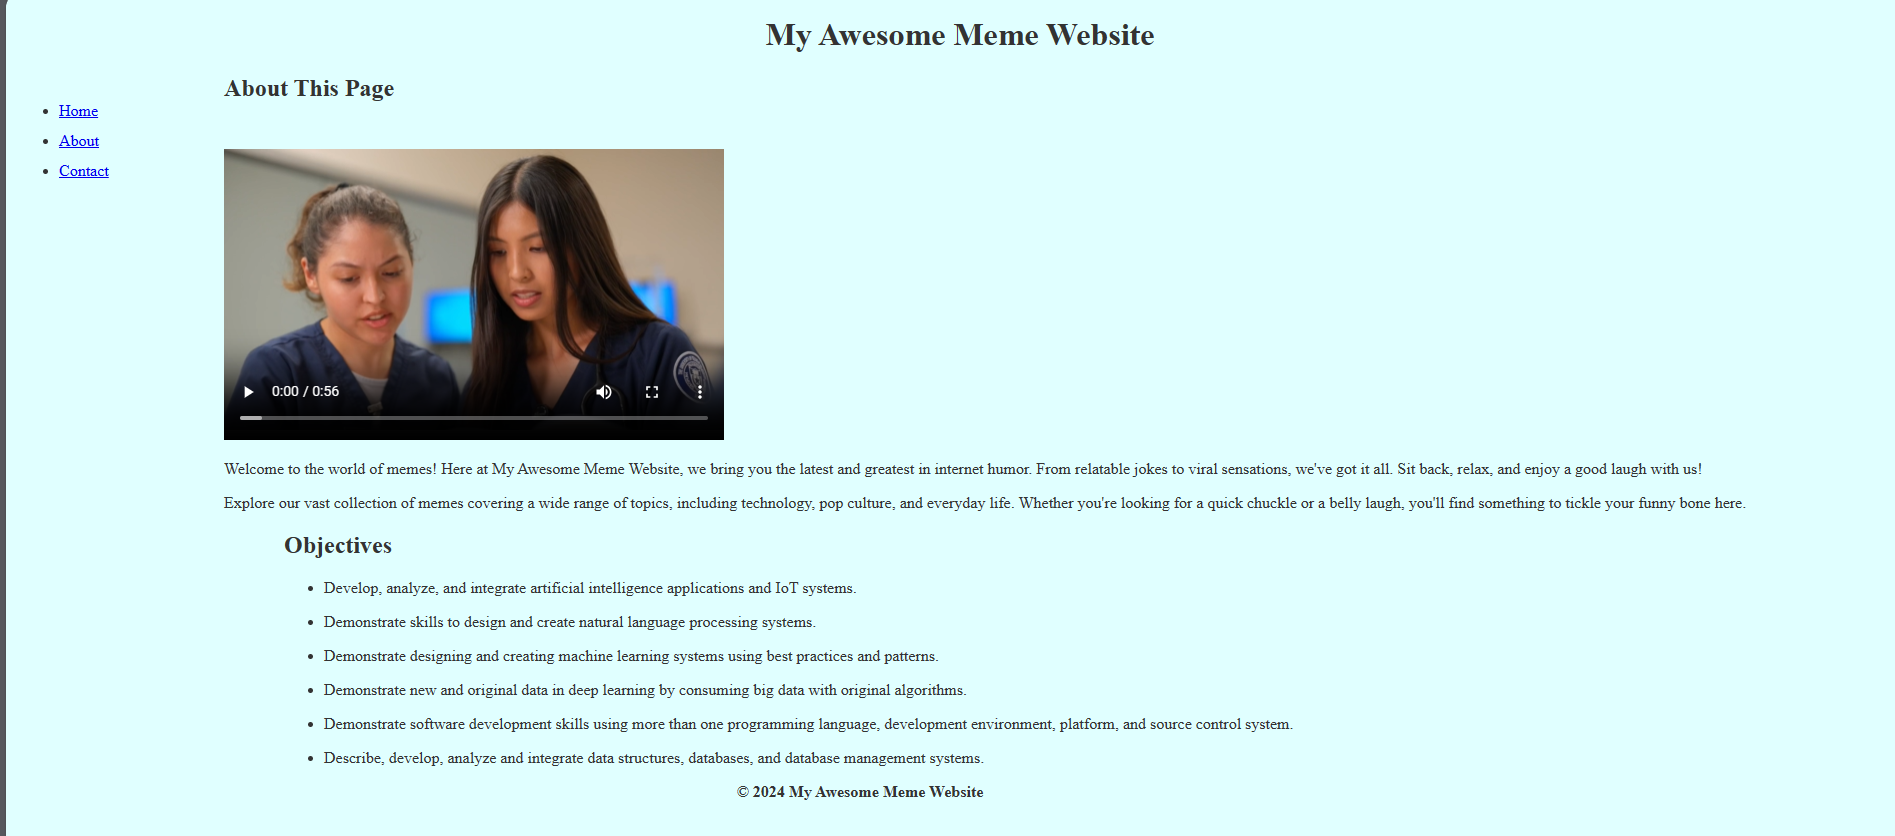 My Awesome Meme Website
About This Page
Home
About
Contact
0:00 / 0:56
Welcome to the world of memes! Here at My Awesome Meme Website, we bring you the latest and greatest in internet humor. From relatable jokes to viral sensations, we've got it all. Sit back, relax, and enjoy a good laugh with us!
Explore our vast collection of memes covering a wide range of topics, including technology, pop culture, and everyday life. Whether you're looking for a quick chuckle or a belly laugh, you'll find something to tickle your funny bone here.
Objectives
Develop, analyze, and integrate artificial intelligence applications and IoT systems.
Demonstrate skills to design and create natural language processing systems.
Demonstrate designing and creating machine learning systems using best practices and patterns.
Demonstrate new and original data in deep learning by consuming big data with original algorithms.
Demonstrate software development skills using more than one programming language, development environment, platform, and source control system.
Describe, develop, analyze and integrate data structures, databases, and database management systems.
© 2024 My Awesome Meme Website